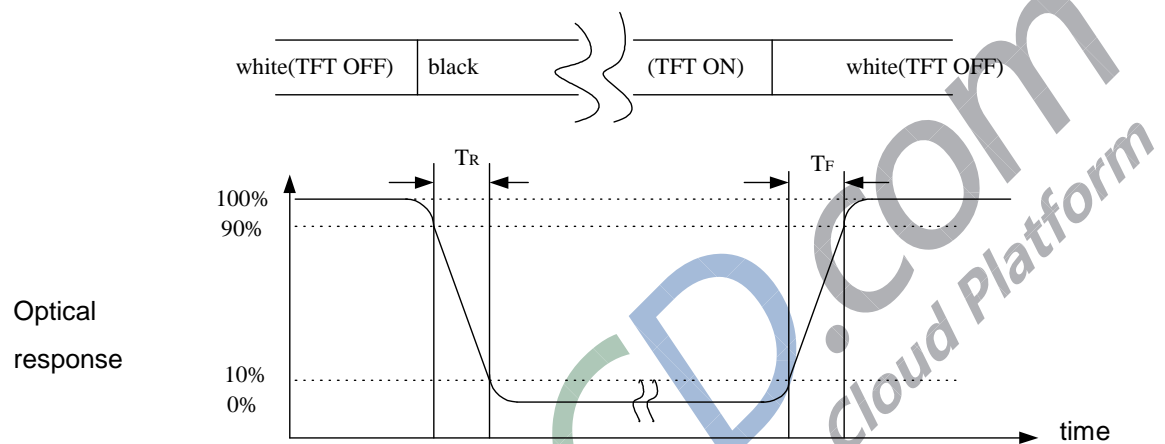 white(TFT OFF) black (TFT ON) white(TFT OFF)
TR TF
100%
90%
Optical
response
10%
0%
time
D.com
Cloud Platform